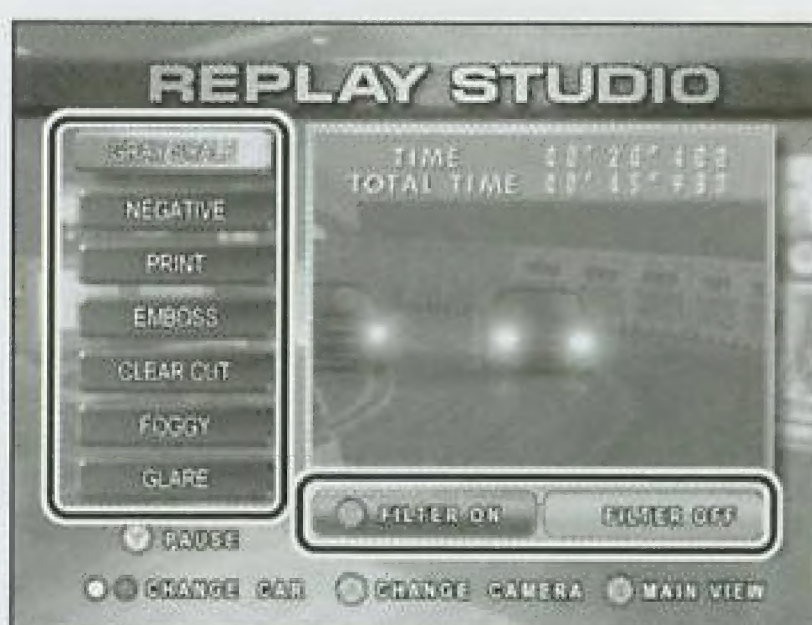 REPLAY STUDIO
GRAYSCALE
NEGATIVE
PRINT
EMBOSS
CLEAR CUT
FOGGY
GLARE
TIME
TOTAL TIME
FILTER ON
FILTER OFF
PAUSE
CHANGE CAR
CHANGE CAMERA
MAIN VIEW